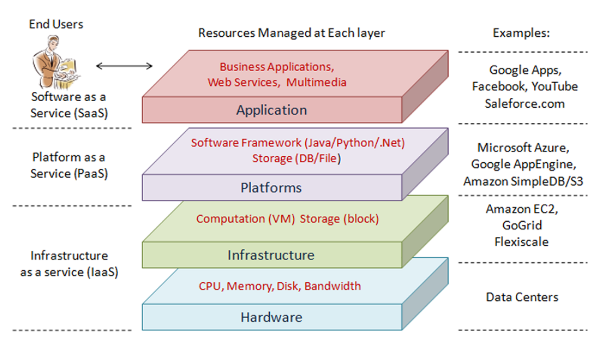 End Users
Resources Managed at Each layer
Examples:
Software as a
Service (SaaS)
Business Applications,
Web Services, Multimedia
Application
Google Apps,
Facebook, YouTube
Saleforce.com
Platform as a
Service (PaaS)
Software Framework (Java/Python/.Net)
Storage (DB/File)
Platforms
Microsoft Azure,
Google AppEngine,
Amazon SimpleDB/S3
Infrastructure
as a service (IaaS)
Computation (VM) Storage (block)
Infrastructure
Amazon EC2,
GoGrid
Flexiscale
CPU, Memory, Disk, Bandwidth
Hardware
Data Centers